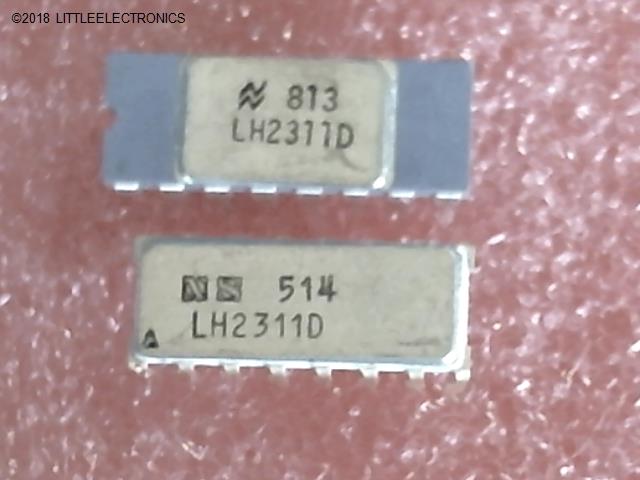 ©2018 LITTLEELECTRONICS
813
LH2311D
NS 514
LH2311D